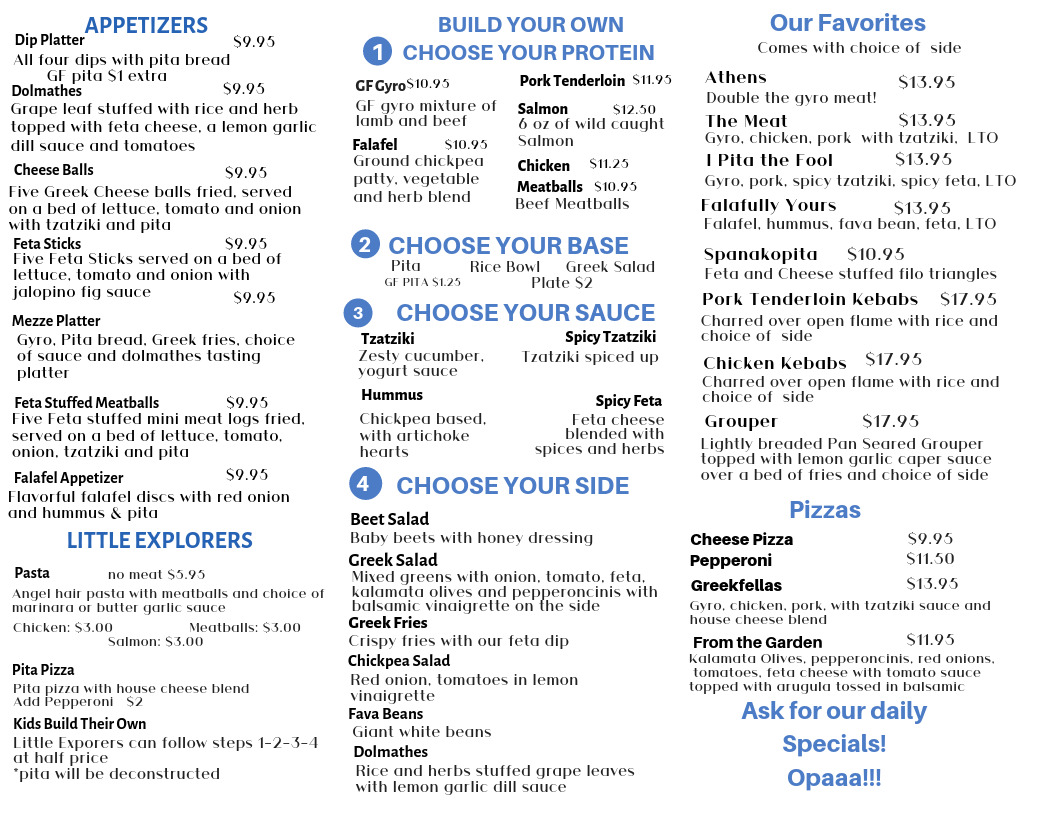 APPETIZERS
Dip Platter $9.95
All four dips with pita bread
GF pita $1 extra
Dolmathes $9.95
Grape leaf stuffed with rice and herb
topped with feta cheese, a lemon garlic
dill sauce and tomatoes
Cheese Balls $9.95
Five Greek Cheese balls fried, served
on a bed of lettuce, tomato and onion
with tzatziki and pita
Feta Sticks $9.95
Five Feta Sticks served on a bed of
lettuce, tomato and onion with
jalopino fig sauce
$9.95
Mezze Platter
Gyro, Pita bread, Greek fries, choice
of sauce and dolmathes tasting
platter
Feta Stuffed Meatballs $9.95
Five Feta stuffed mini meat logs fried,
served on a bed of lettuce, tomato,
onion, tzatziki and pita
Falafel Appetizer $9.95
Flavorful falafel discs with red onion
and hummus & pita
LITTLE EXPLORERS
Pasta no meat $5.95
Angel hair pasta with meatballs and choice of
marinara or butter garlic sauce
Chicken: $3.00 Meatballs: $3.00
Salmon: $3.00
Pita Pizza
Pita pizza with house cheese blend
Add Pepperoni $2
Kids Build Their Own
Little Exporers can follow steps 1-2-3-4
at half price
*pita will be deconstructed
BUILD YOUR OWN
1 CHOOSE YOUR PROTEIN
GF Gyro $10.95
GF gyro mixture of
lamb and beef
Falafel $10.95
Ground chickpea
patty, vegetable
and herb blend
Pork Tenderloin $11.95
Salmon $12.50
6 oz of wild caught
Salmon
Chicken $11.25
Meatballs $10.95
Beef Meatballs
2 CHOOSE YOUR BASE
Pita Rice Bowl Greek Salad
GF PITA $1.25 Plate $2
3 CHOOSE YOUR SAUCE
Tzatziki
Zesty cucumber,
yogurt sauce
Spicy Tzatziki
Tzatziki spiced up
Hummus
Chickpea based,
with artichoke
hearts
Spicy Feta
Feta cheese
blended with
spices and herbs
4 CHOOSE YOUR SIDE
Beet Salad
Baby beets with honey dressing
Greek Salad
Mixed greens with onion, tomato, feta,
kalamata olives and pepperoncinis with
balsamic vinaigrette on the side
Greek Fries
Crispy fries with our feta dip
Chickpea Salad
Red onion, tomatoes in lemon
vinaigrette
Fava Beans
Giant white beans
Dolmathes
Rice and herbs stuffed grape leaves
with lemon garlic dill sauce
Our Favorites
Comes with choice of side
Athens $13.95
Double the gyro meat!
The Meat $13.95
Gyro, chicken, pork with tzatziki, LTO
I Pita the Fool $13.95
Gyro, pork, spicy tzatziki, spicy feta, LTO
Falafully Yours $13.95
Falafel, hummus, fava bean, feta, LTO
Spanakopita $10.95
Feta and Cheese stuffed filo triangles
Pork Tenderloin Kebabs $17.95
Charred over open flame with rice and
choice of side
Chicken Kebabs $17.95
Charred over open flame with rice and
choice of side
Grouper $17.95
Lightly breaded Pan Seared Grouper
topped with lemon garlic caper sauce
over a bed of fries and choice of side
Pizzas
Cheese Pizza $9.95
Pepperoni $11.50
Greekfellas $13.95
Gyro, chicken, pork, with tzatziki sauce and
house cheese blend
From the Garden $11.95
Kalamata Olives, pepperoncinis, red onions,
tomatoes, feta cheese with tomato sauce
topped with arugula tossed in balsamic
Ask for our daily
Specials!
Opaaa!!!